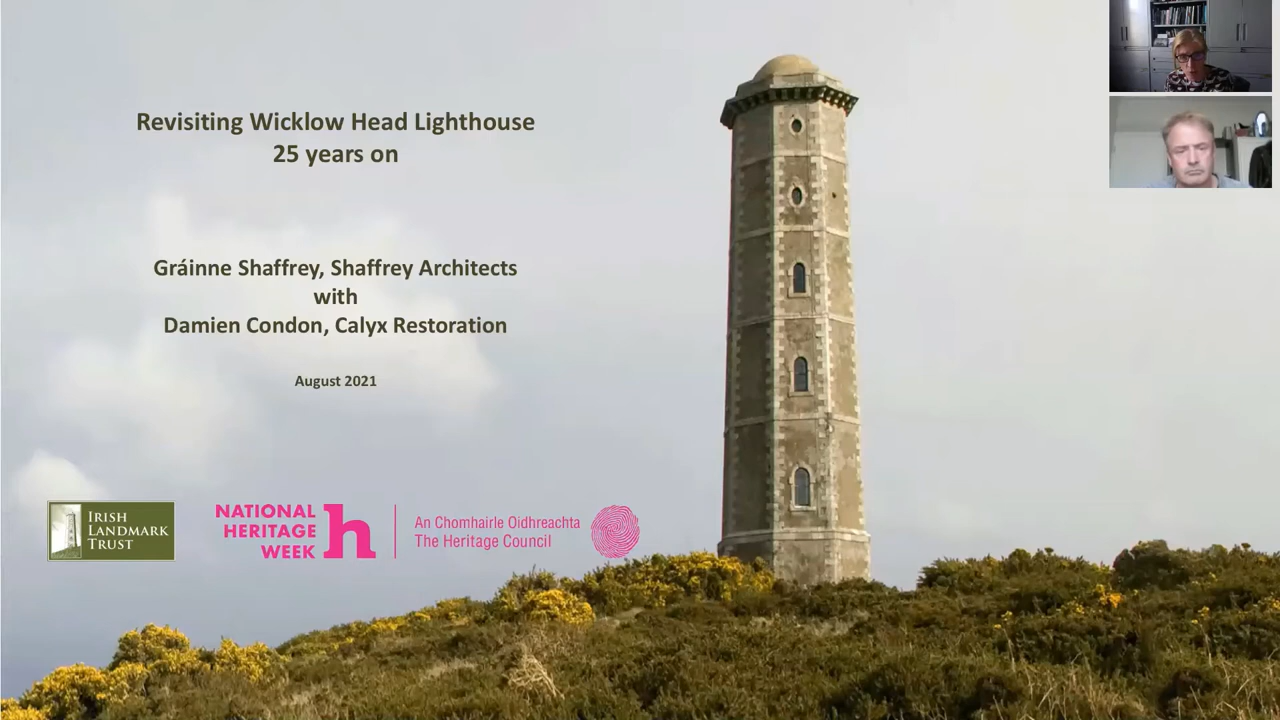 Revisiting Wicklow Head Lighthouse
25 years on
Gráinne Shaffrey, Shaffrey Architects
with
Damien Condon, Calyx Restoration
August 2021
IRISH
LANDMARK
TRUST
NATIONAL
HERITAGE
WEEK
h
An Chomhairle Oidhreachta
The Heritage Council